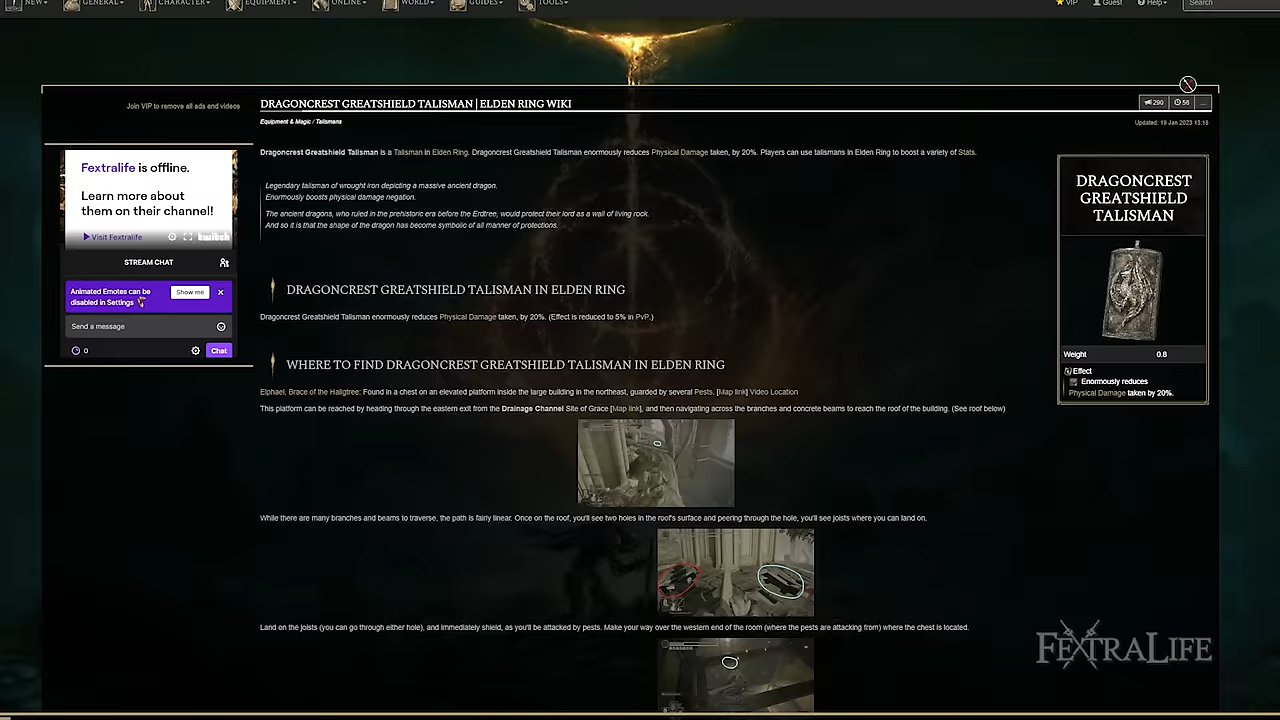 NEW
GENERAL
CHARACTER
EQUIPMENT
ONLINE
WORLD
GUIDES
TOOLS
VIP
Guest
Help
Search
Join VIP to remove all ads and videos
DRAGONCREST GREATSHIELD TALISMAN | ELDEN RING WIKI
290
56
...
Equipment & Magic / Talismans
Updated: 19 Jan 2023 13:16
Dragoncrest Greatshield Talisman is a Talisman in Elden Ring. Dragoncrest Greatshield Talisman enormously reduces Physical Damage taken, by 20%. Players can use talismans in Elden Ring to boost a variety of Stats.
Fextralife is offline.
Learn more about
them on their channel!
Visit Fextralife
twitch
STREAM CHAT
Animated Emotes can be
disabled in Settings
Show me
Send a message
0
Chat
Legendary talisman of wrought iron depicting a massive ancient dragon.
Enormously boosts physical damage negation.
The ancient dragons, who ruled in the prehistoric era before the Erdtree, would protect their lord as a wall of living rock.
And so it is that the shape of the dragon has become symbolic of all manner of protections.
DRAGONCREST GREATSHIELD TALISMAN IN ELDEN RING
Dragoncrest Greatshield Talisman enormously reduces Physical Damage taken, by 20%. (Effect is reduced to 5% in PvP.)
WHERE TO FIND DRAGONCREST GREATSHIELD TALISMAN IN ELDEN RING
Elphael, Brace of the Haligtree: Found in a chest on an elevated platform inside the large building in the northeast, guarded by several Pests. [Map link] Video Location
This platform can be reached by heading through the eastern exit from the Drainage Channel Site of Grace [Map link], and then navigating across the branches and concrete beams to reach the roof of the building. (See roof below)
While there are many branches and beams to traverse, the path is fairly linear. Once on the roof, you'll see two holes in the roof's surface and peering through the hole, you'll see joists where you can land on.
Land on the joists (you can go through either hole), and immediately shield, as you'll be attacked by pests. Make your way over the western end of the room (where the pests are attacking from) where the chest is located.
DRAGONCREST
GREATSHIELD
TALISMAN
Weight 0.8
Effect
Enormously reduces
Physical Damage taken by 20%.
FEXTRALIFE